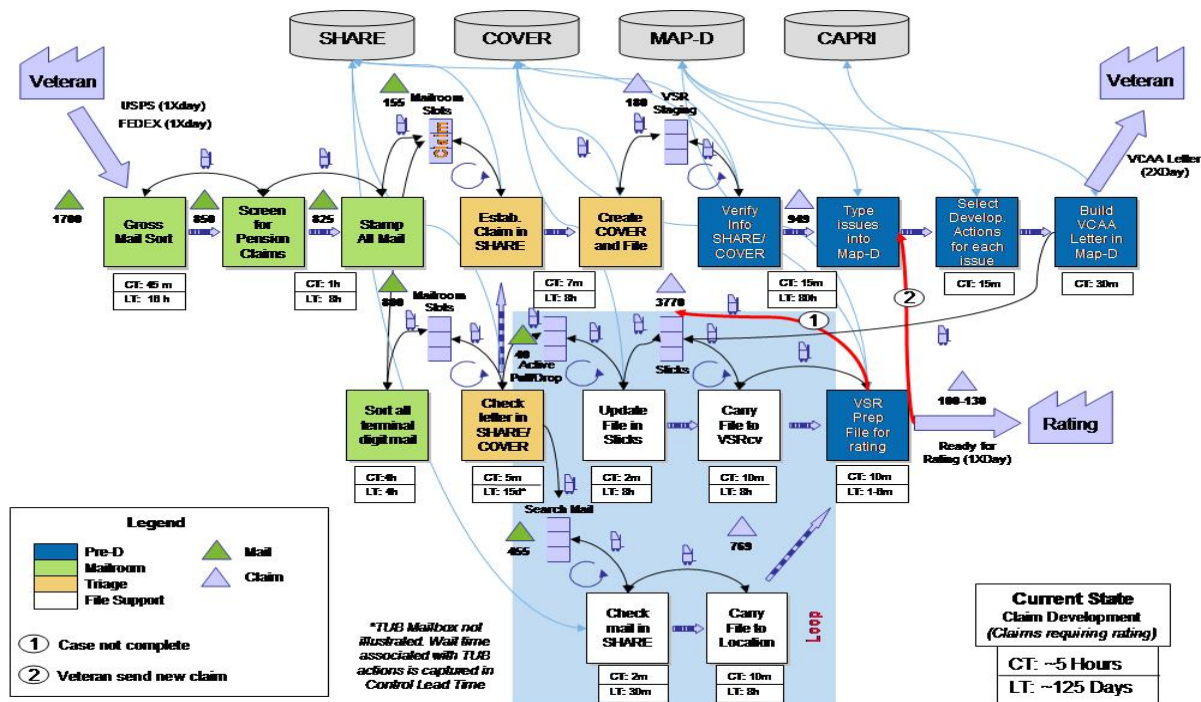 SHARE
COVER
MAP-D
CAPRI
Veteran
USPS (1Xday)
FEDEX (1Xday)
155
Mailroom
Slots
Claim
180
VSR
Staging
Veteran
VCAA Letter
(2XDay)
1700
850
825
949
Gross
Mail Sort
Screen
for
Pension
Claims
Stamp
All Mail
Estab.
Claim in
SHARE
Create
COVER
and File
Verify
Info
SHARE/
COVER
Type
issues
into
Map-D
Select
Develop.
Actions
for each
issue
Build
VCAA
Letter in
Map-D
CT: 45 m
LT: 18 h
CT: 1h
LT: 8h
CT: 7m
LT: 8h
CT: 15m
LT: 80h
CT: 15m
CT: 30m
800
Mailroom
Slots
40
Active
Pull/Drop
3770
Slicks
1
2
100-130
Sort all
terminal
digit mail
Check
letter in
SHARE/
COVER
Update
File in
Slicks
Carry
File to
VSRcv
VSR
Prep
File for
rating
Ready for
Rating (1XDay)
Rating
CT:4h
LT: 4h
CT: 5m
LT: 15d*
CT: 2m
LT: 8h
CT: 10m
LT: 8h
CT: 10m
Search Mail
455
769
Check
mail in
SHARE
Carry
File to
Location
Loop
CT: 2m
LT: 30m
CT: 10m
LT: 8h
Legend
Pre-D
Mailroom
Triage
File Support
Mail
Claim
1 Case not complete
2 Veteran send new claim
*TUB Mailbox not
illustrated. Wait time
associated with TUB
actions is captured in
Control Lead Time
Current State
Claim Development
(Claims requiring rating)
CT: ~5 Hours
LT: ~125 Days